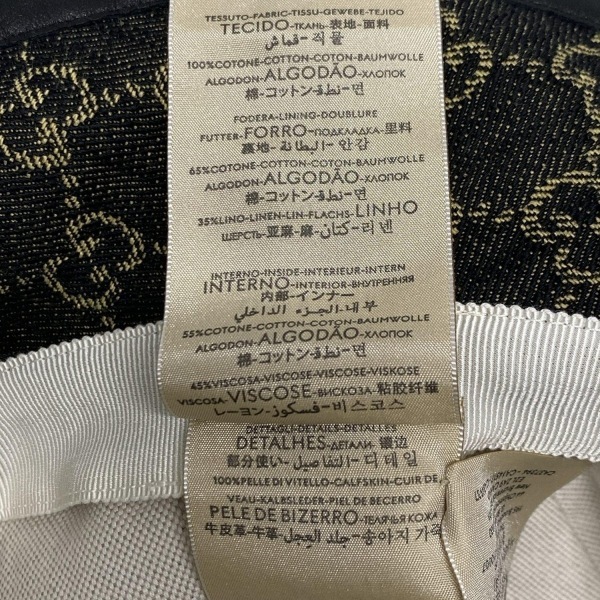 TESSUTO-FABRIC-TISSU-GEWEBE-TEJIDO
TECIDO-ТКАНЬ-表地-面料
قماش-직물
100%COTONE-COTTON-COTON-BAUMWOLLE
ALGODON-ALGODÃO-ХЛОПОК
棉-コットン-قطن-면
FODERA-LINING-DOUBLURE
FUTTER-FORRO-ПОДКЛАДКА-里料
裏地-البطانة-안감
65%COTONE-COTTON-COTON-BAUMWOLLE
ALGODON-ALGODÃO-ХЛОПОК
棉-コットン-قطن-면
35%LINO-LINEN-LIN-FLACHS-LINHO
ШЕРСТЬ-亚麻-麻-كتان-리넨
INTERNO-INSIDE-INTERIEUR-INTERN
INTERNO-INTERIOR-ВНУТРЕННЯЯ
内部-インナー
부내-الجزء الداخلي
55%COTONE-COTTON-COTON-BAUMWOLLE
ALGODON-ALGODÃO-ХЛОПОК
棉-コットン-قطن-면
45%VISCOSA-VISCOSE-VISCOSE-VISKOSE
VISCOSA-VISCOSE-ВИСКОЗА-粘胶纤维
レーヨン-فسكوز-비스코스
DETTAGLI-DETAILS-DETAILS
DETALHES-ДЕТАЛИ-镶边
部分使い-التفاصيل-디테일
100%PELLE DI VITELLO-CALFSKIN-CUIR DE
VEAU-KALBSLEDER-PIEL DE BECERRO
PELE DE BIZERRO-ТЕЛЯЧЬЯ КОЖА
牛皮革-牛革-جلد العجل-송아지 가죽